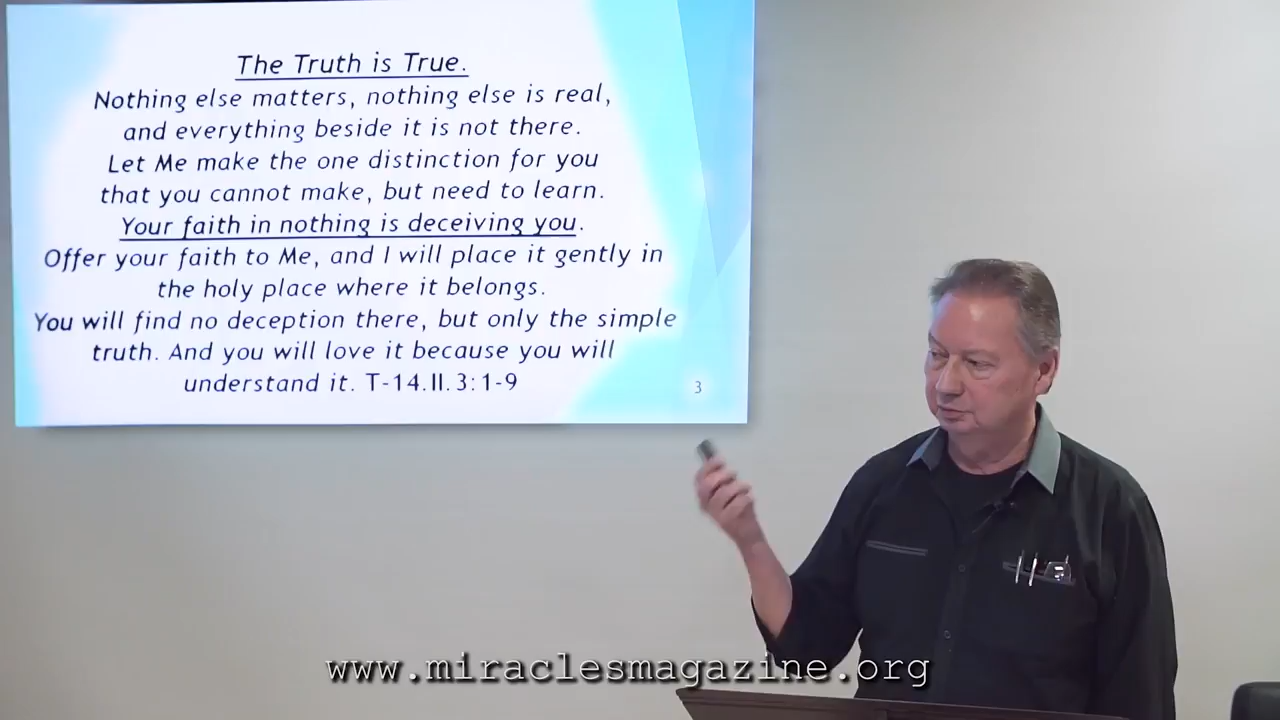 The Truth is True.
Nothing else matters, nothing else is real,
and everything beside it is not there.
Let Me make the one distinction for you
that you cannot make, but need to learn.
Your faith in nothing is deceiving you.
Offer your faith to Me, and I will place it gently in
the holy place where it belongs.
You will find no deception there, but only the simple
truth. And you will love it because you will
understand it. T-14.II.3:1-9
3
www.miraclesmagazine.org